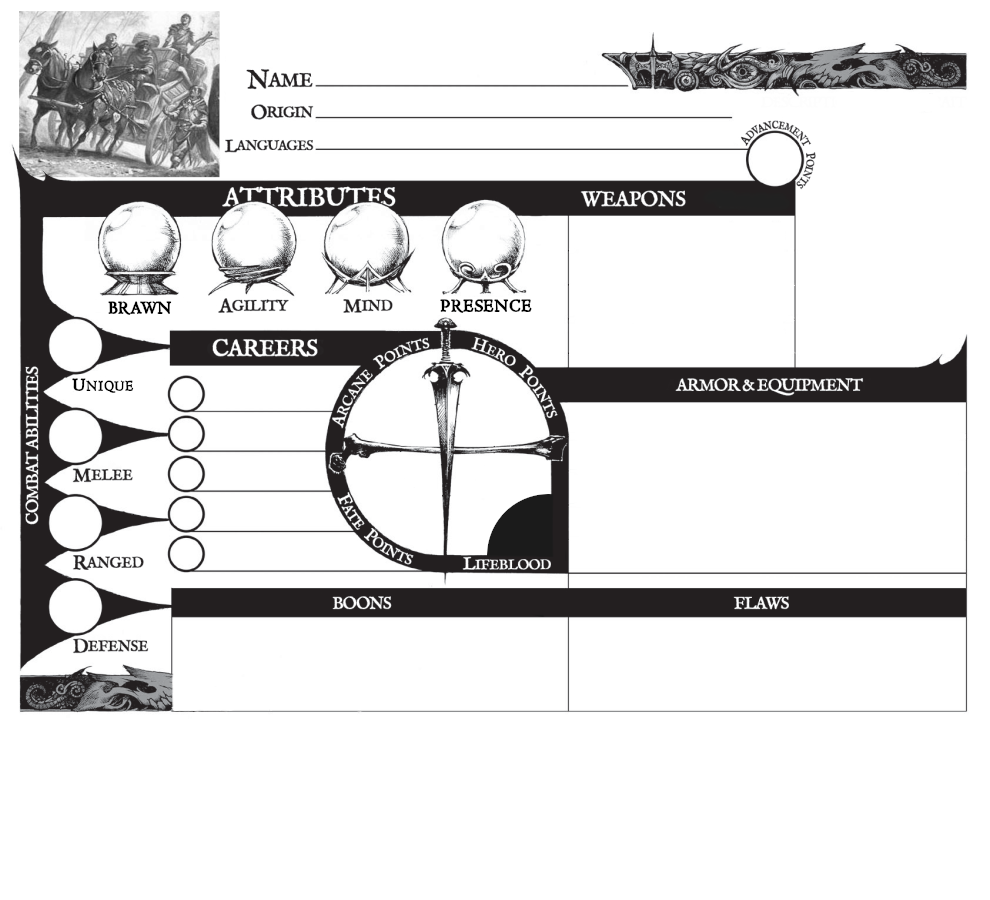 Name
Origin
Languages
Advancement Points
ATTRIBUTES
WEAPONS
BRAWN
Agility
Mind
PRESENCE
COMBAT ABILITIES
Unique
Melee
Ranged
Defense
CAREERS
Arcane Points
Hero Points
Fate Points
Lifeblood
ARMOR & EQUIPMENT
BOONS
FLAWS